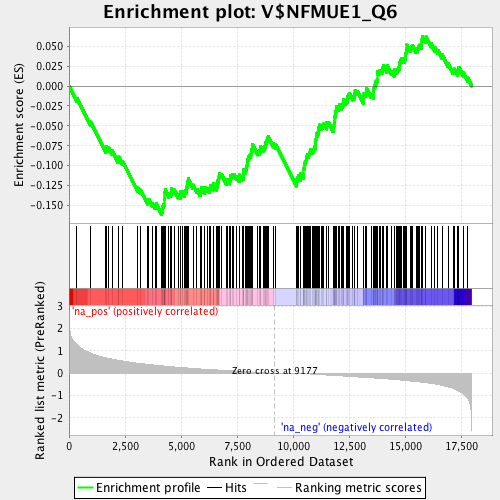 Enrichment plot: V$NFMUE1_Q6
Enrichment score (ES)
0.050
0.025
0.000
-0.025
-0.050
-0.075
-0.100
-0.125
-0.150
'na_pos' (positively correlated)
Ranked list metric (PreRanked)
3
2
1
0
-1
-2
Zero cross at 9177
'na_neg' (negatively correlated)
0
2,500
5,000
7,500
10,000
12,500
15,000
17,500
Rank in Ordered Dataset
Enrichment profile
Hits
Ranking metric scores